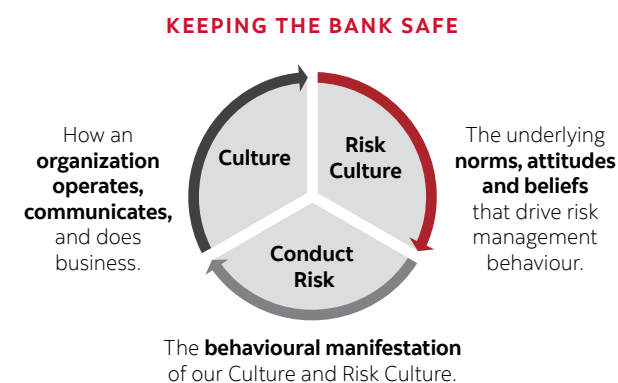 KEEPING THE BANK SAFE
How an
organization
operates,
communicates,
and does
business.
Culture
Risk
Culture
The underlying
norms, attitudes
and beliefs
that drive risk
management
behaviour.
Conduct
Risk
The behavioural manifestation
of our Culture and Risk Culture.